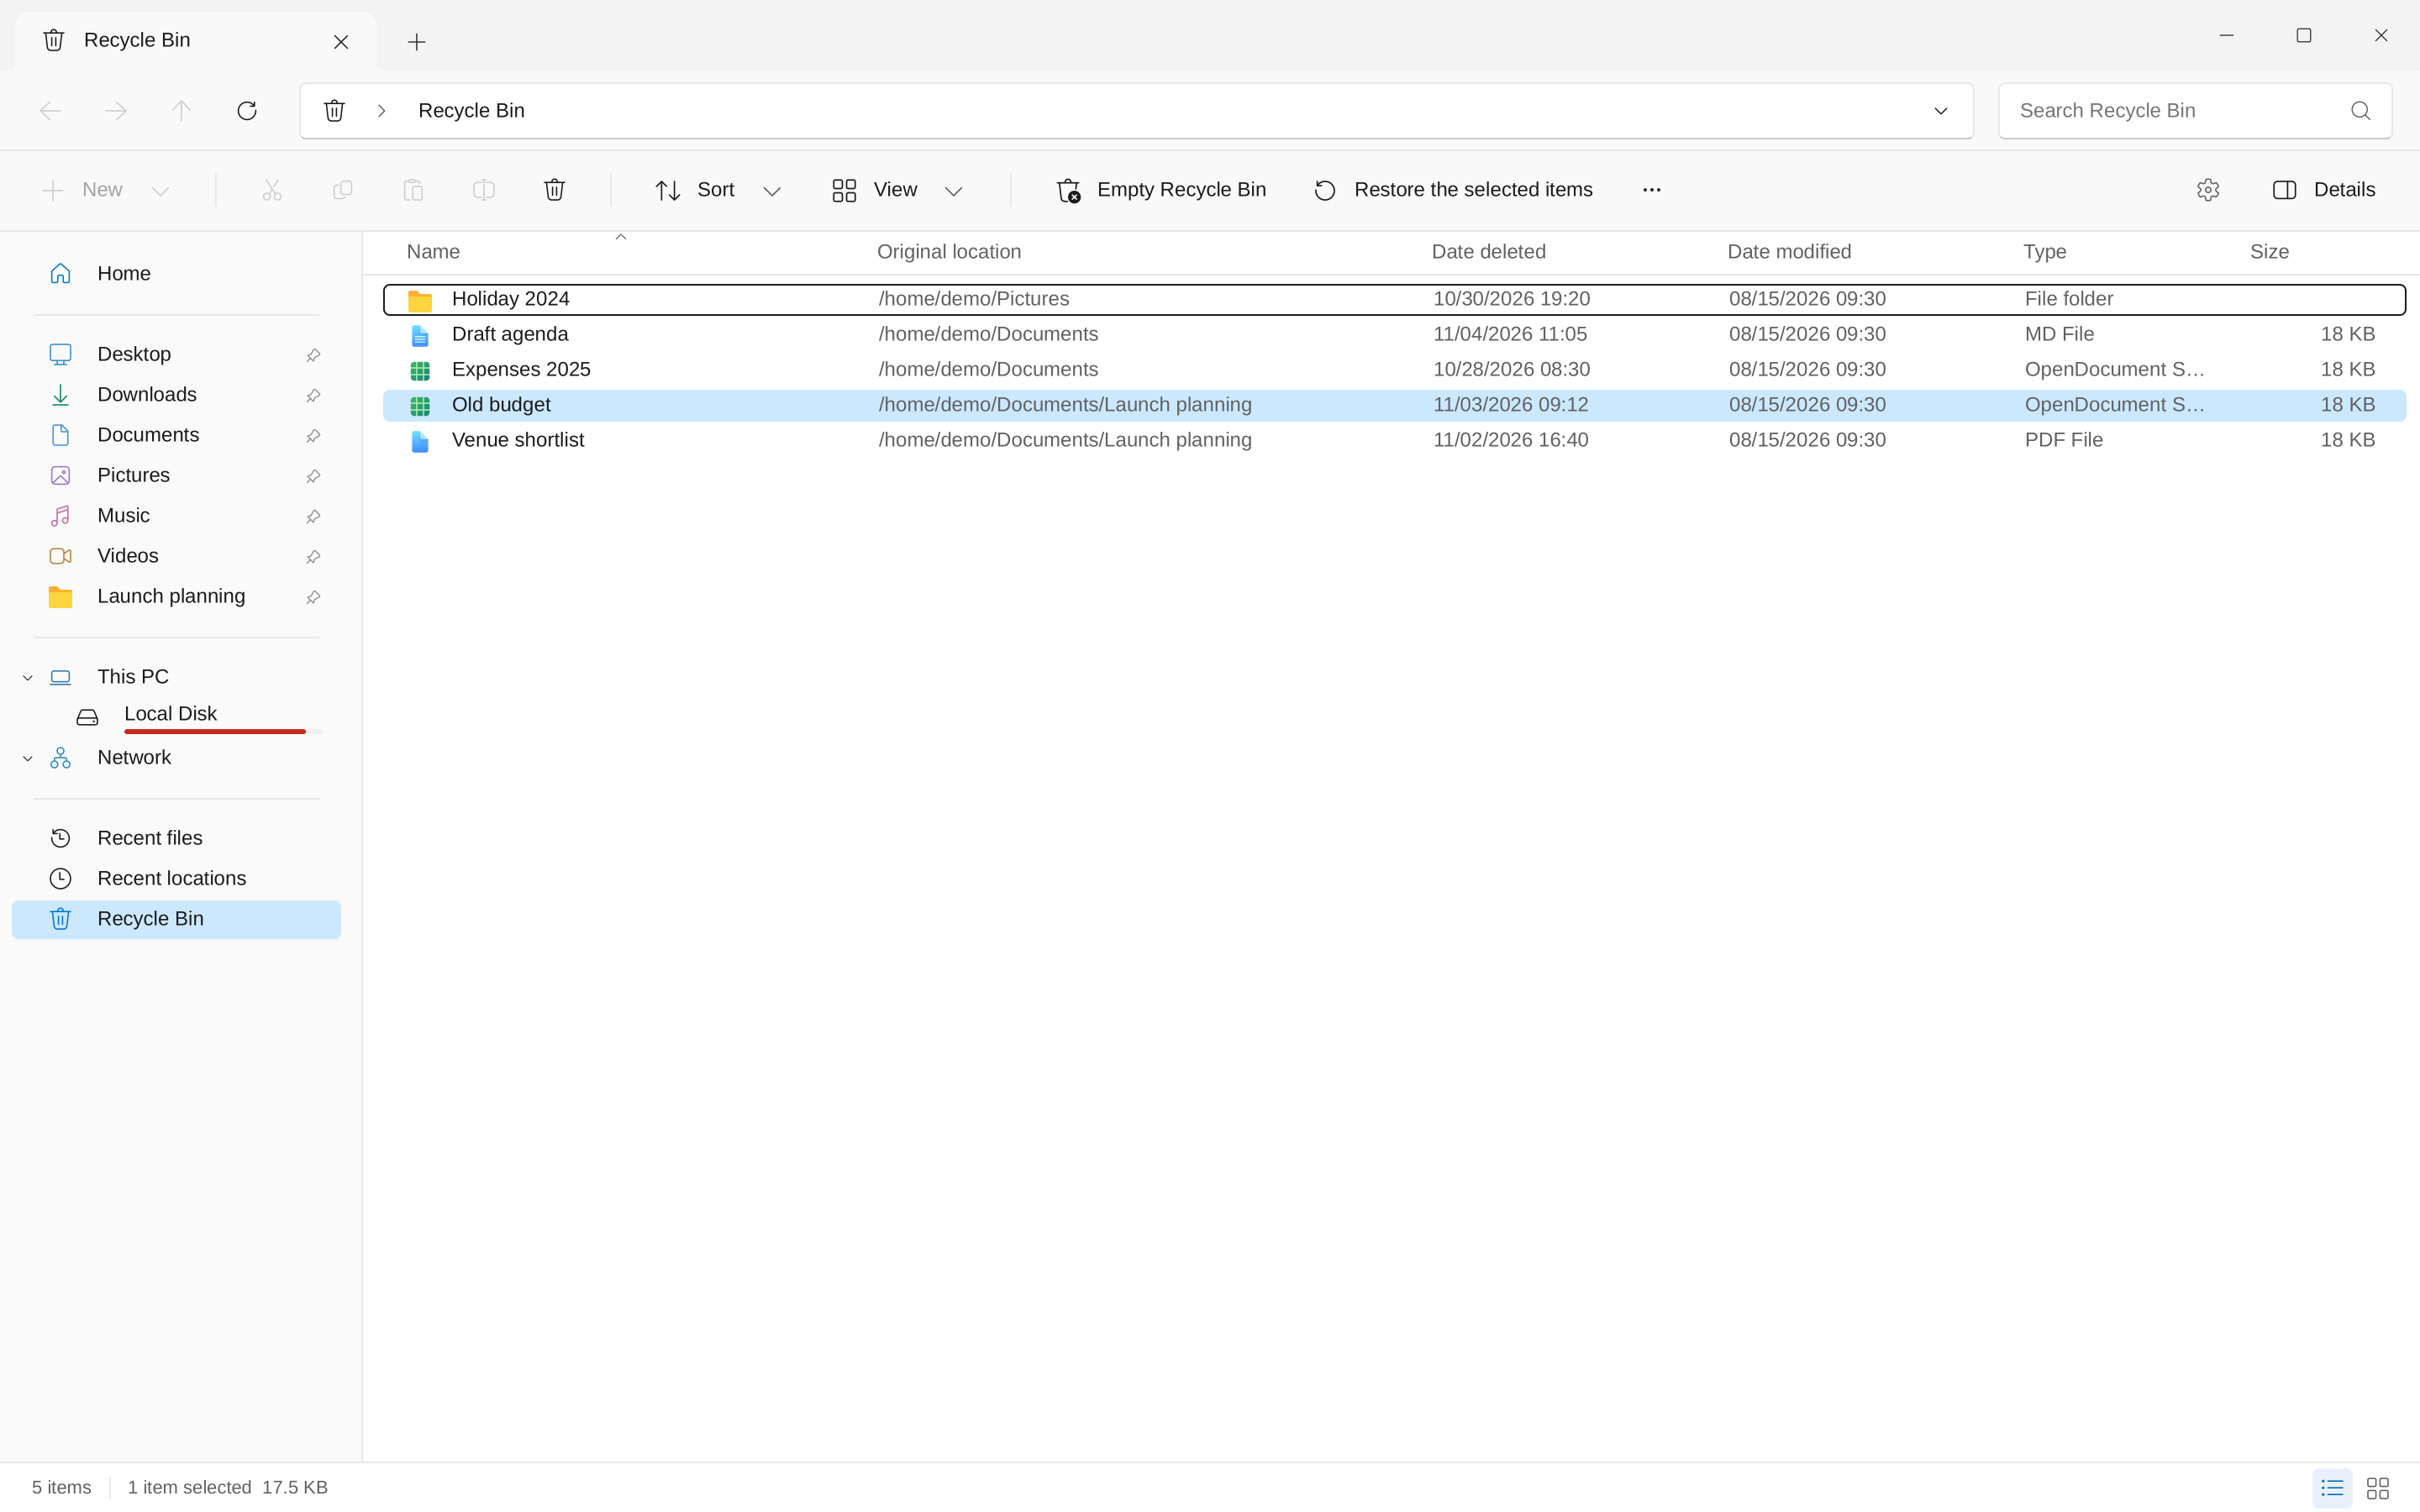 Recycle Bin
Recycle Bin
Search Recycle Bin
New Sort View Empty Recycle Bin Restore the selected items Details
Name Original location Date deleted Date modified Type Size
Holiday 2024 /home/demo/Pictures 10/30/2026 19:20 08/15/2026 09:30 File folder
Draft agenda /home/demo/Documents 11/04/2026 11:05 08/15/2026 09:30 MD File 18 KB
Expenses 2025 /home/demo/Documents 10/28/2026 08:30 08/15/2026 09:30 OpenDocument S… 18 KB
Old budget /home/demo/Documents/Launch planning 11/03/2026 09:12 08/15/2026 09:30 OpenDocument S… 18 KB
Venue shortlist /home/demo/Documents/Launch planning 11/02/2026 16:40 08/15/2026 09:30 PDF File 18 KB
Home
Desktop
Downloads
Documents
Pictures
Music
Videos
Launch planning
This PC
Local Disk
Network
Recent files
Recent locations
Recycle Bin
5 items 1 item selected 17.5 KB